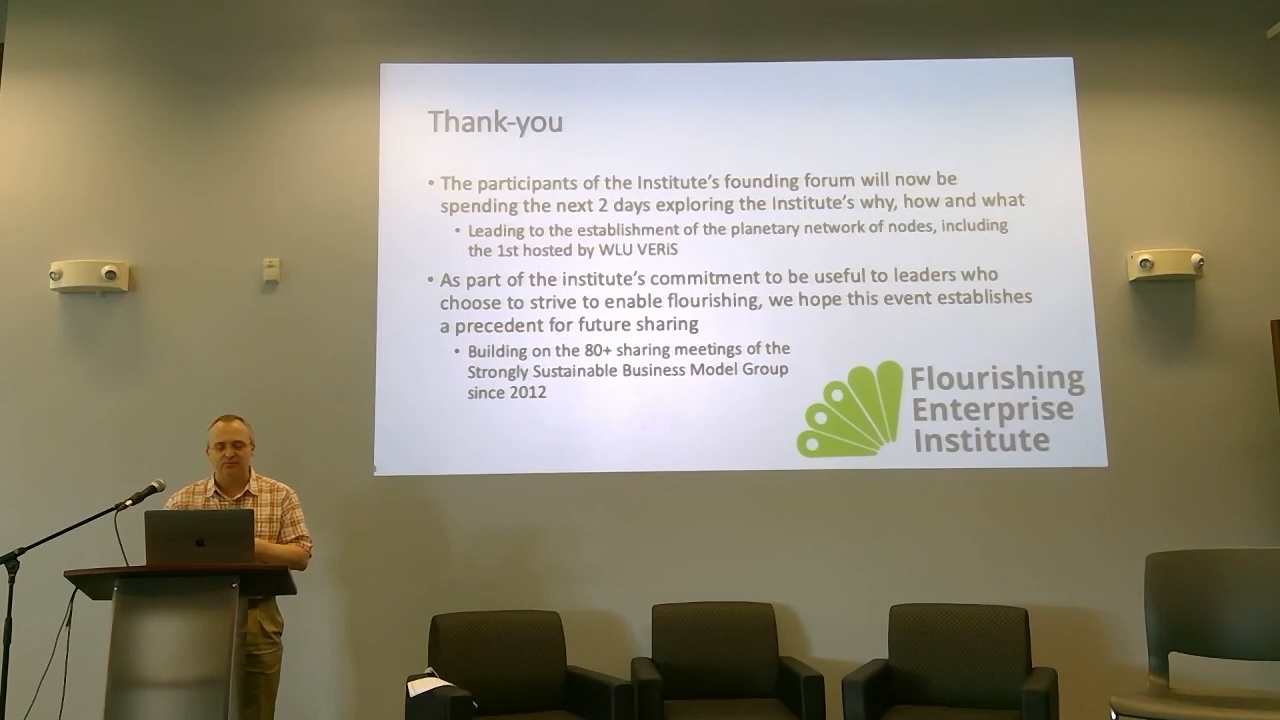 Thank-you
• The participants of the Institute's founding forum will now be
spending the next 2 days exploring the Institute's why, how and what
• Leading to the establishment of the planetary network of nodes, including
the 1st hosted by WLU VERiS
• As part of the institute's commitment to be useful to leaders who
choose to strive to enable flourishing, we hope this event establishes
a precedent for future sharing
• Building on the 80+ sharing meetings of the
Strongly Sustainable Business Model Group
since 2012
Flourishing
Enterprise
Institute